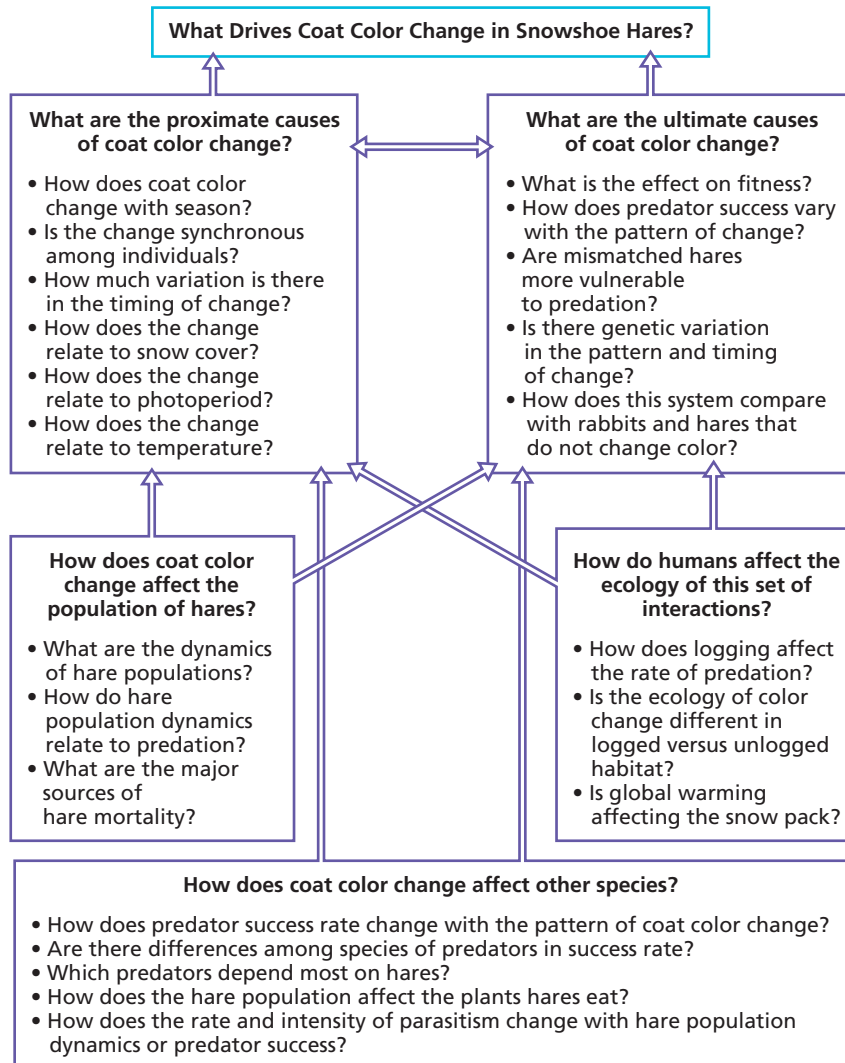 What Drives Coat Color Change in Snowshoe Hares?
What are the proximate causes
of coat color change?
• How does coat color
change with season?
• Is the change synchronous
among individuals?
• How much variation is there
in the timing of change?
• How does the change
relate to snow cover?
• How does the change
relate to photoperiod?
• How does the change
relate to temperature?
What are the ultimate causes
of coat color change?
• What is the effect on fitness?
• How does predator success vary
with the pattern of change?
• Are mismatched hares
more vulnerable
to predation?
• Is there genetic variation
in the pattern and timing
of change?
• How does this system compare
with rabbits and hares that
do not change color?
How does coat color
change affect the
population of hares?
• What are the dynamics
of hare populations?
• How do hare
population dynamics
relate to predation?
• What are the major
sources of
hare mortality?
How do humans affect the
ecology of this set of
interactions?
• How does logging affect
the rate of predation?
• Is the ecology of color
change different in
logged versus unlogged
habitat?
• Is global warming
affecting the snow pack?
How does coat color change affect other species?
• How does predator success rate change with the pattern of coat color change?
• Are there differences among species of predators in success rate?
• Which predators depend most on hares?
• How does the hare population affect the plants hares eat?
• How does the rate and intensity of parasitism change with hare population
dynamics or predator success?